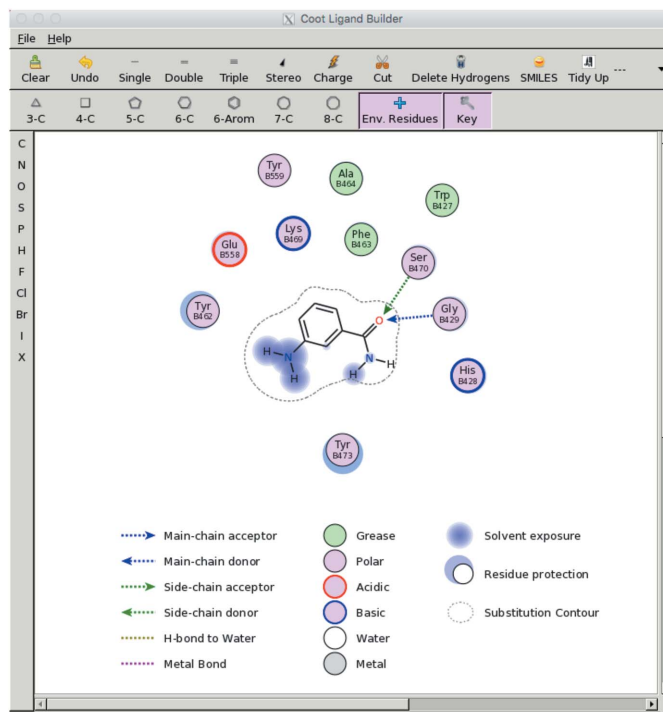 Coot Ligand Builder
File Help
Clear Undo Single Double Triple Stereo Charge Cut Delete Hydrogens SMILES Tidy Up ---
3-C 4-C 5-C 6-C 6-Arom 7-C 8-C Env. Residues Key
C
N
O
S
P
H
F
Cl
Br
I
X
Tyr
B559
Ala
B464
Trp
B427
Lys
B469
Phe
B463
Glu
B558
Ser
B470
Tyr
B462
Gly
B429
O
H N
H
N H
H
His
B428
Tyr
B473
Main-chain acceptor
Main-chain donor
Side-chain acceptor
Side-chain donor
H-bond to Water
Metal Bond
Grease
Polar
Acidic
Basic
Water
Metal
Solvent exposure
Residue protection
Substitution Contour